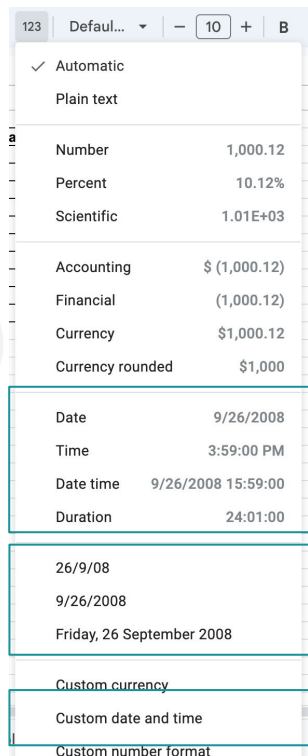 123 Defaul... − 10 + B
Automatic
Plain text
a
Number 1,000.12
Percent 10.12%
Scientific 1.01E+03
Accounting $ (1,000.12)
Financial (1,000.12)
Currency $1,000.12
Currency rounded $1,000
Date 9/26/2008
Time 3:59:00 PM
Date time 9/26/2008 15:59:00
Duration 24:01:00
26/9/08
9/26/2008
Friday, 26 September 2008
Custom currency
Custom date and time
Custom number format